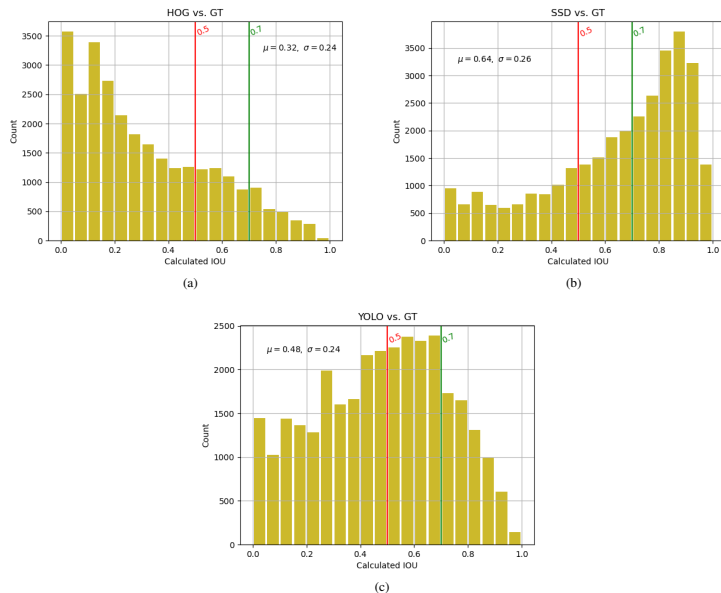 HOG vs. GT
3500
3000
2500
2000
1500
1000
500
0
Count
0.5
0.7
μ = 0.32, σ = 0.24
0.0 0.2 0.4 0.6 0.8 1.0
Calculated IOU
(a)
SSD vs. GT
3500
3000
2500
2000
1500
1000
500
0
Count
0.5
0.7
μ = 0.64, σ = 0.26
0.0 0.2 0.4 0.6 0.8 1.0
Calculated IOU
(b)
YOLO vs. GT
2500
2000
1500
1000
500
0
Count
0.5
0.7
μ = 0.48, σ = 0.24
0.0 0.2 0.4 0.6 0.8 1.0
Calculated IOU
(c)